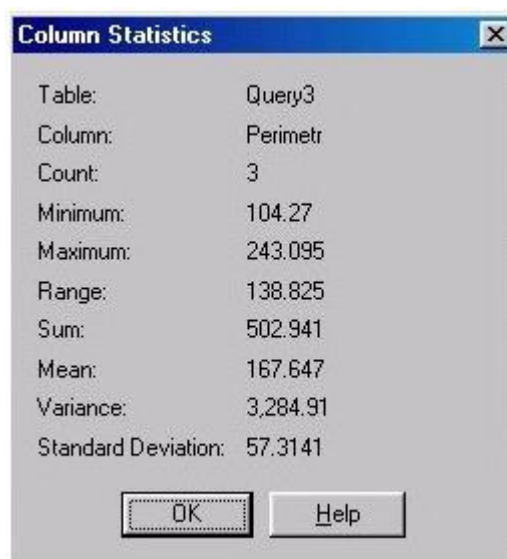 Column Statistics
Table: Query3
Column: Perimetr
Count: 3
Minimum: 104.27
Maximum: 243.095
Range: 138.825
Sum: 502.941
Mean: 167.647
Variance: 3,284.91
Standard Deviation: 57.3141
OK Help